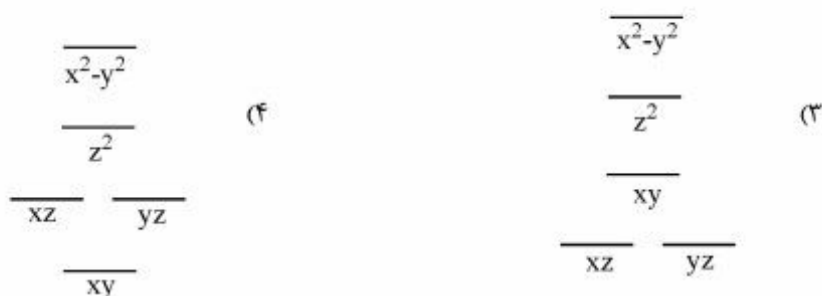 x²-y²
z²
(۳
xy
xz yz
x²-y²
z²
(۴
xz yz
xy